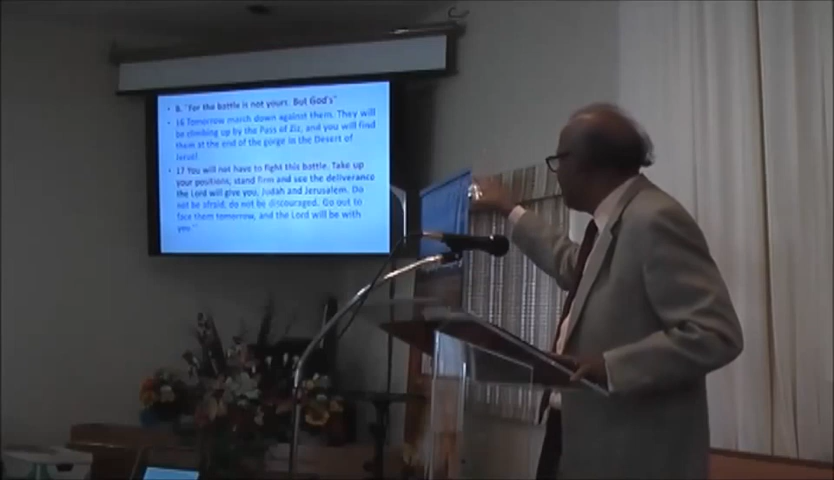 • B. "For the battle is not yours. But God's"
• 16 Tomorrow march down against them. They will
be climbing up by the Pass of Ziz, and you will find
them at the end of the gorge in the Desert of
Jeruel.
• 17 You will not have to fight this battle. Take up
your positions, stand firm and see the deliverance
the Lord will give you, Judah and Jerusalem. Do
not be afraid; do not be discouraged. Go out to
face them tomorrow, and the Lord will be with
you.'"